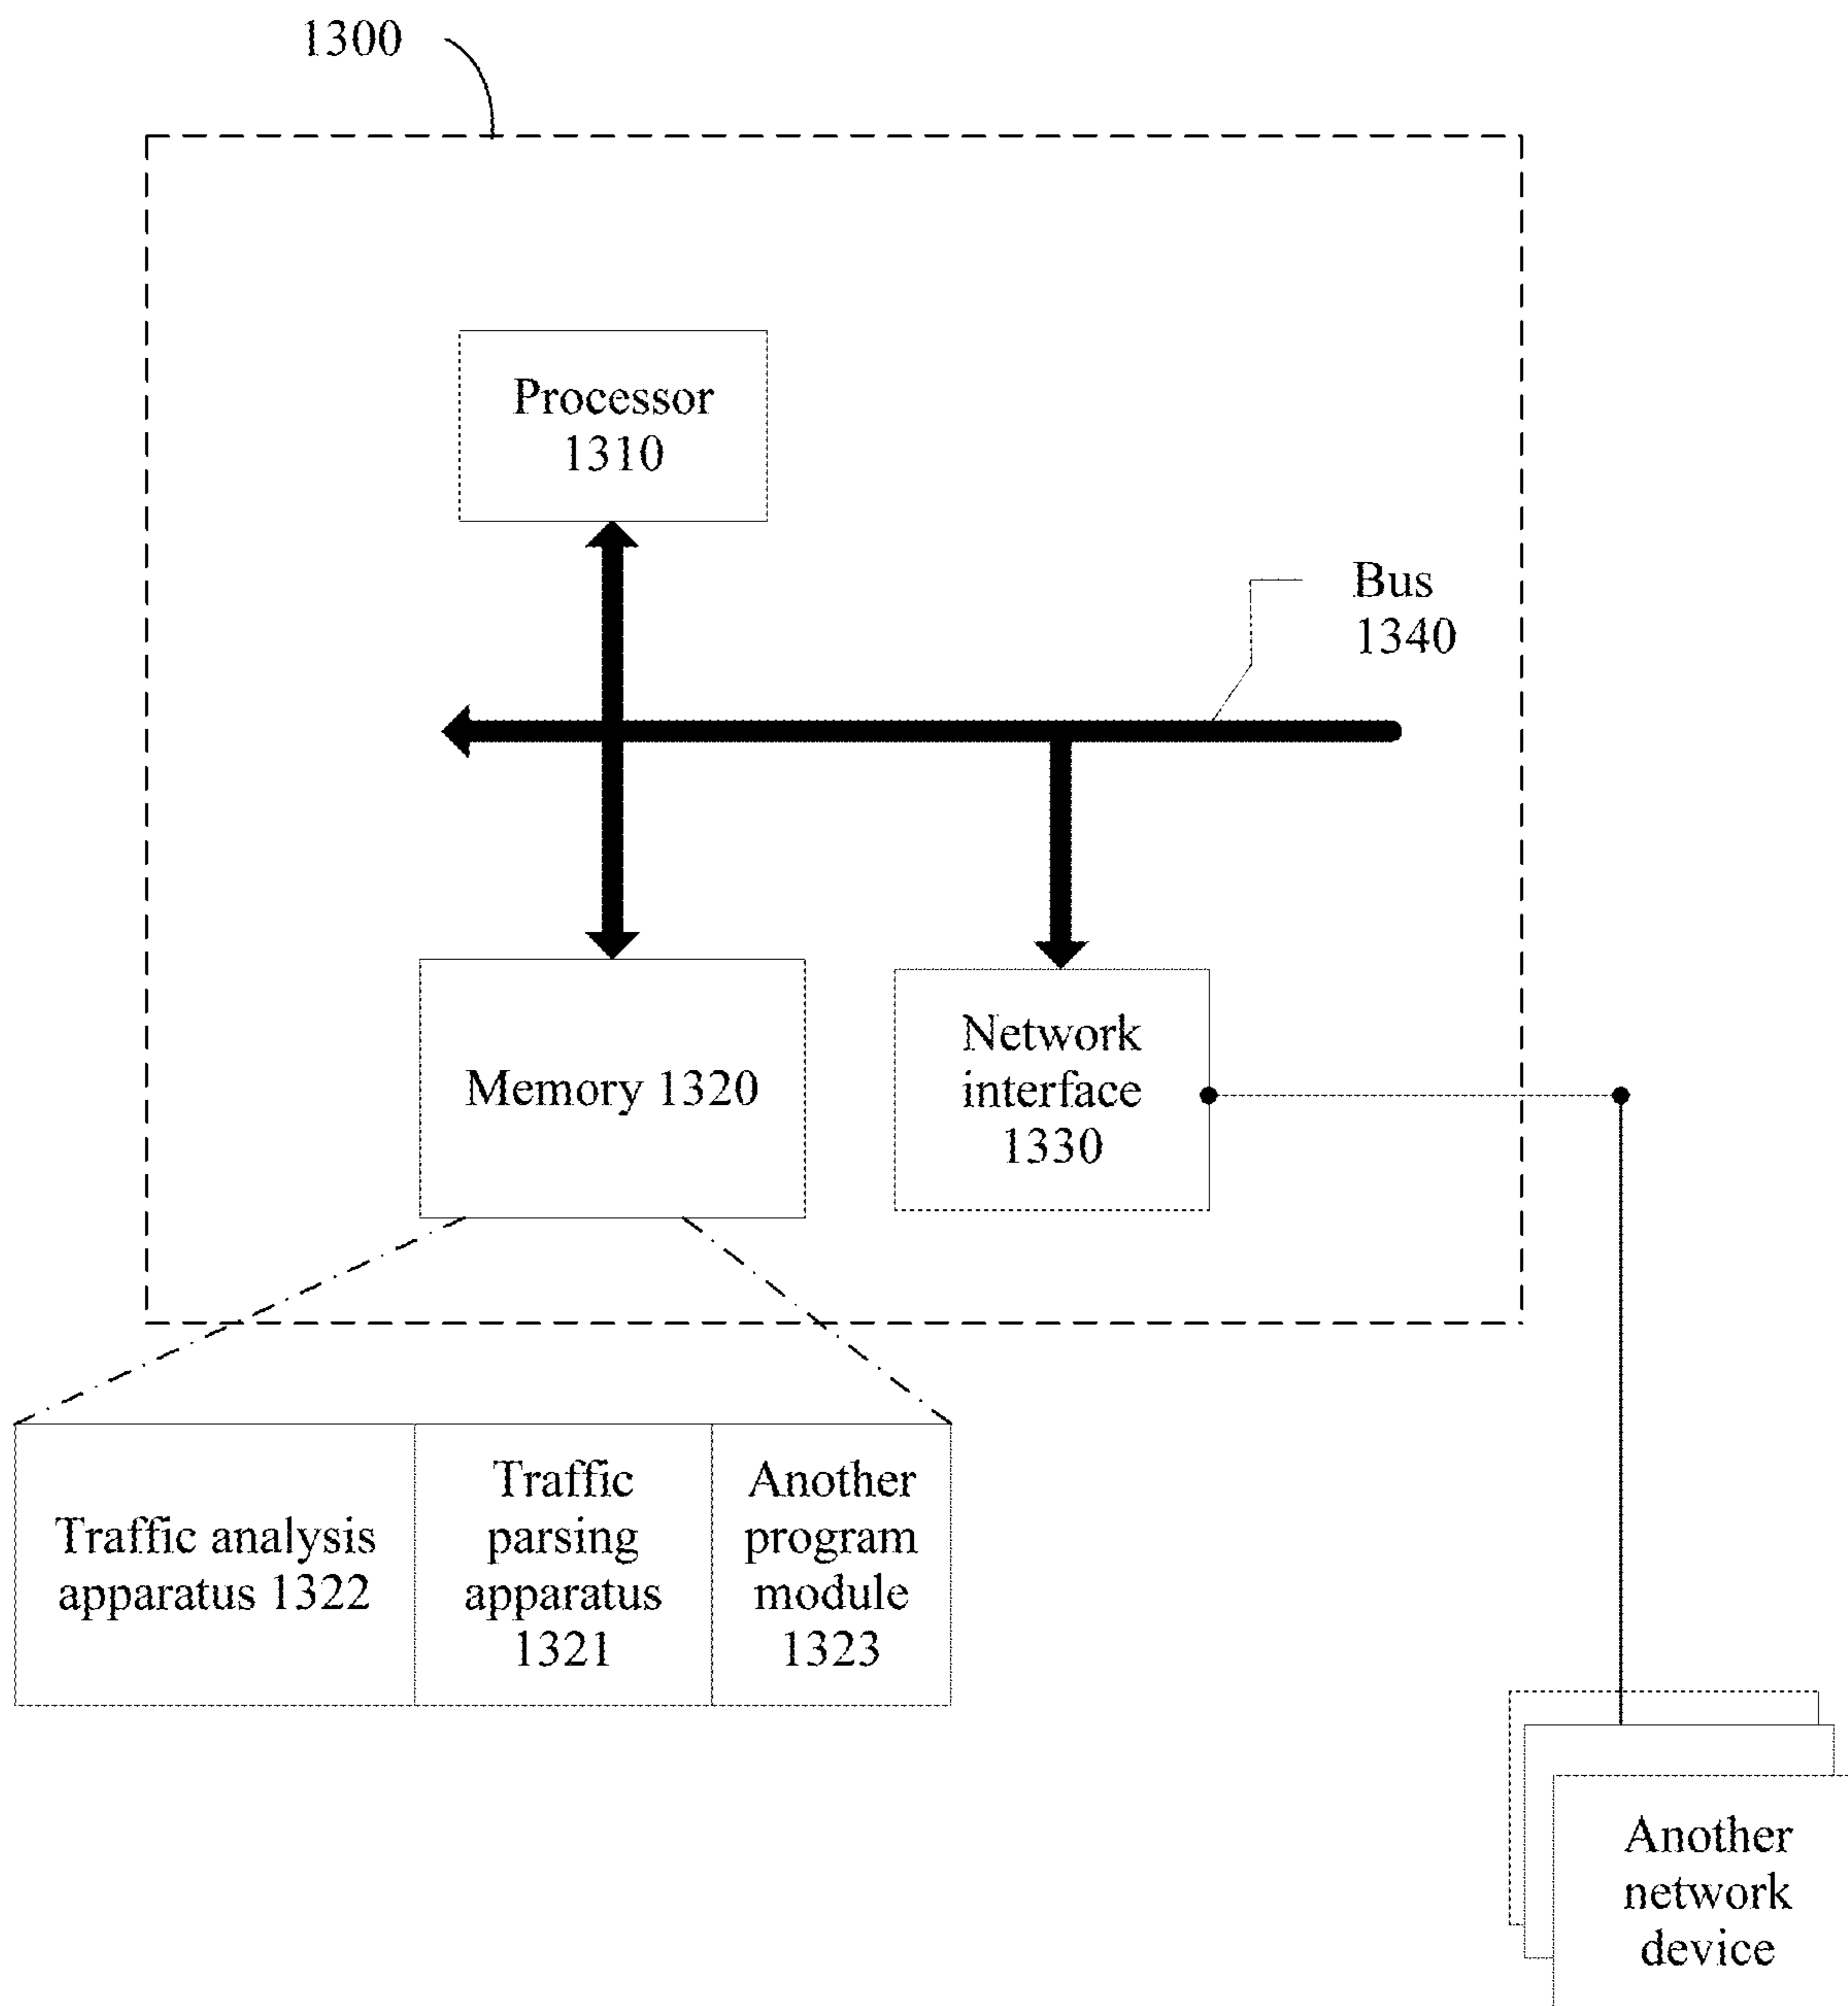 1300
Processor
1310
Bus
1340
Memory 1320
Network
interface
1330
Traffic analysis
apparatus 1322
Traffic
parsing
apparatus
1321
Another
program
module
1323
Another
network
device